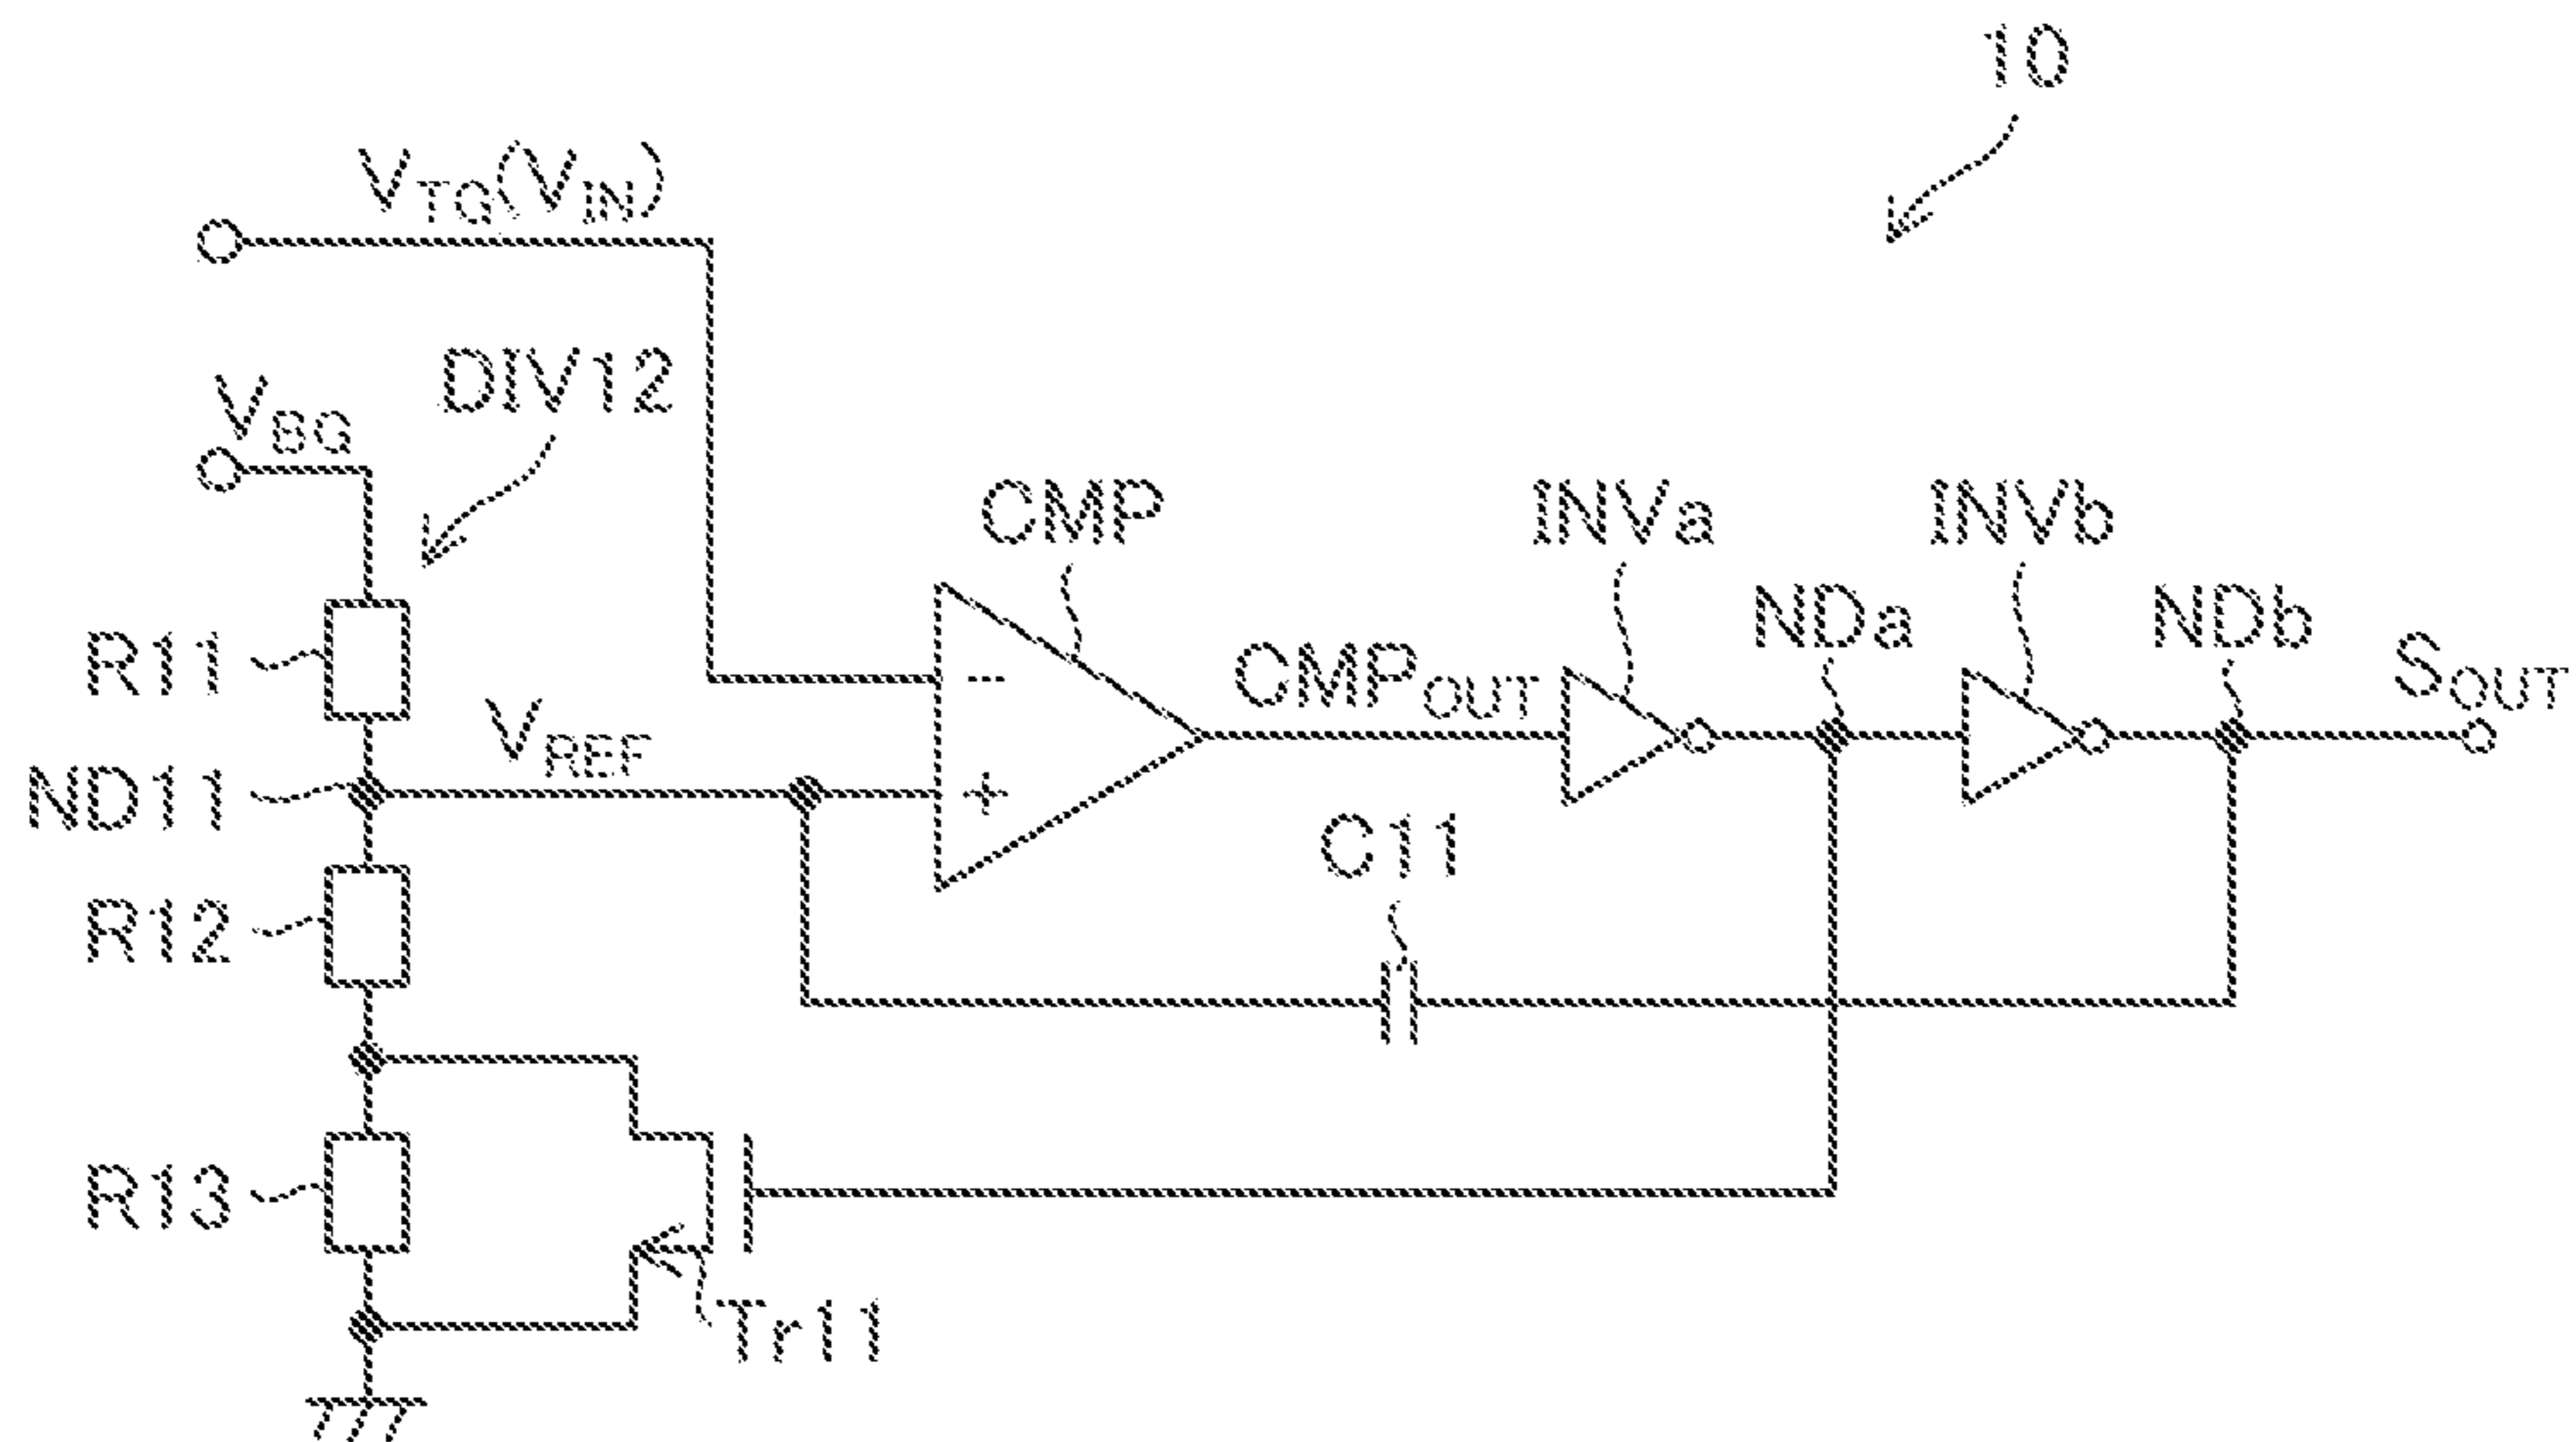 10
VTG(VIN)
DIV12
VBG
CMP
INVa
INVb
NDa
NDb
R11
CMPOUT
SOUT
VREF
ND11
C11
-
+
R12
R13
Tr11